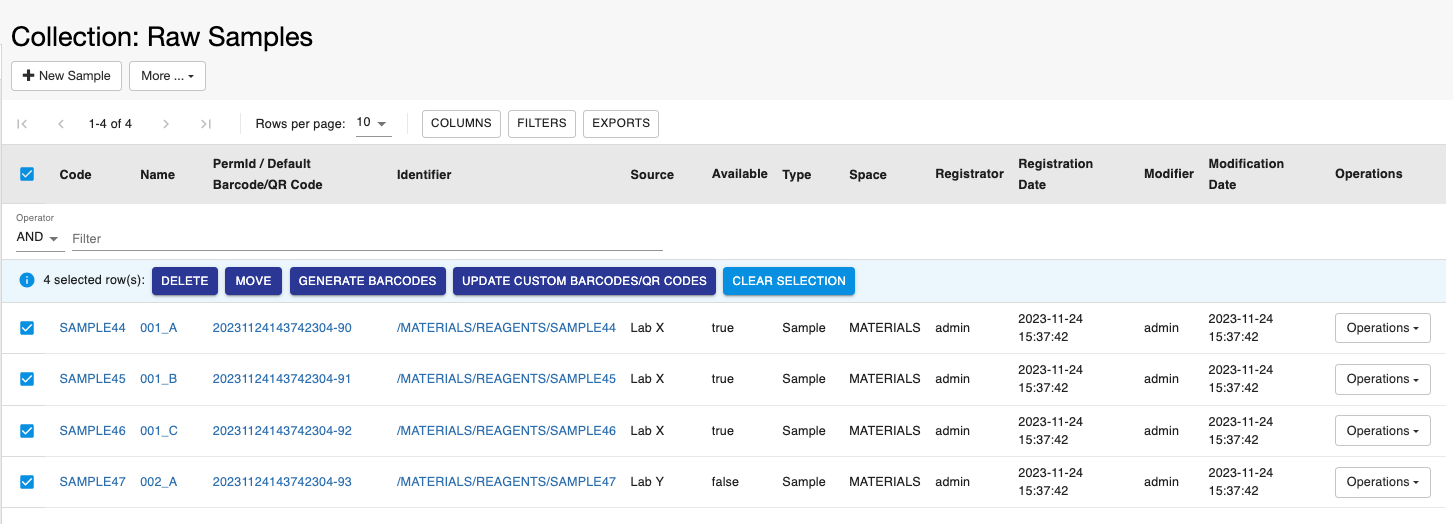 Collection: Raw Samples
New Sample More ...
1-4 of 4 Rows per page: 10 COLUMNS FILTERS EXPORTS
Code Name PermId / Default Barcode/QR Code Identifier Source Available Type Space Registrator Registration Date Modifier Modification Date Operations
Operator
AND Filter
4 selected row(s): DELETE MOVE GENERATE BARCODES UPDATE CUSTOM BARCODES/QR CODES CLEAR SELECTION
SAMPLE44 001_A 20231124143742304-90 /MATERIALS/REAGENTS/SAMPLE44 Lab X true Sample MATERIALS admin 2023-11-24 15:37:42 admin 2023-11-24 15:37:42 Operations
SAMPLE45 001_B 20231124143742304-91 /MATERIALS/REAGENTS/SAMPLE45 Lab X true Sample MATERIALS admin 2023-11-24 15:37:42 admin 2023-11-24 15:37:42 Operations
SAMPLE46 001_C 20231124143742304-92 /MATERIALS/REAGENTS/SAMPLE46 Lab X true Sample MATERIALS admin 2023-11-24 15:37:42 admin 2023-11-24 15:37:42 Operations
SAMPLE47 002_A 20231124143742304-93 /MATERIALS/REAGENTS/SAMPLE47 Lab Y false Sample MATERIALS admin 2023-11-24 15:37:42 admin 2023-11-24 15:37:42 Operations